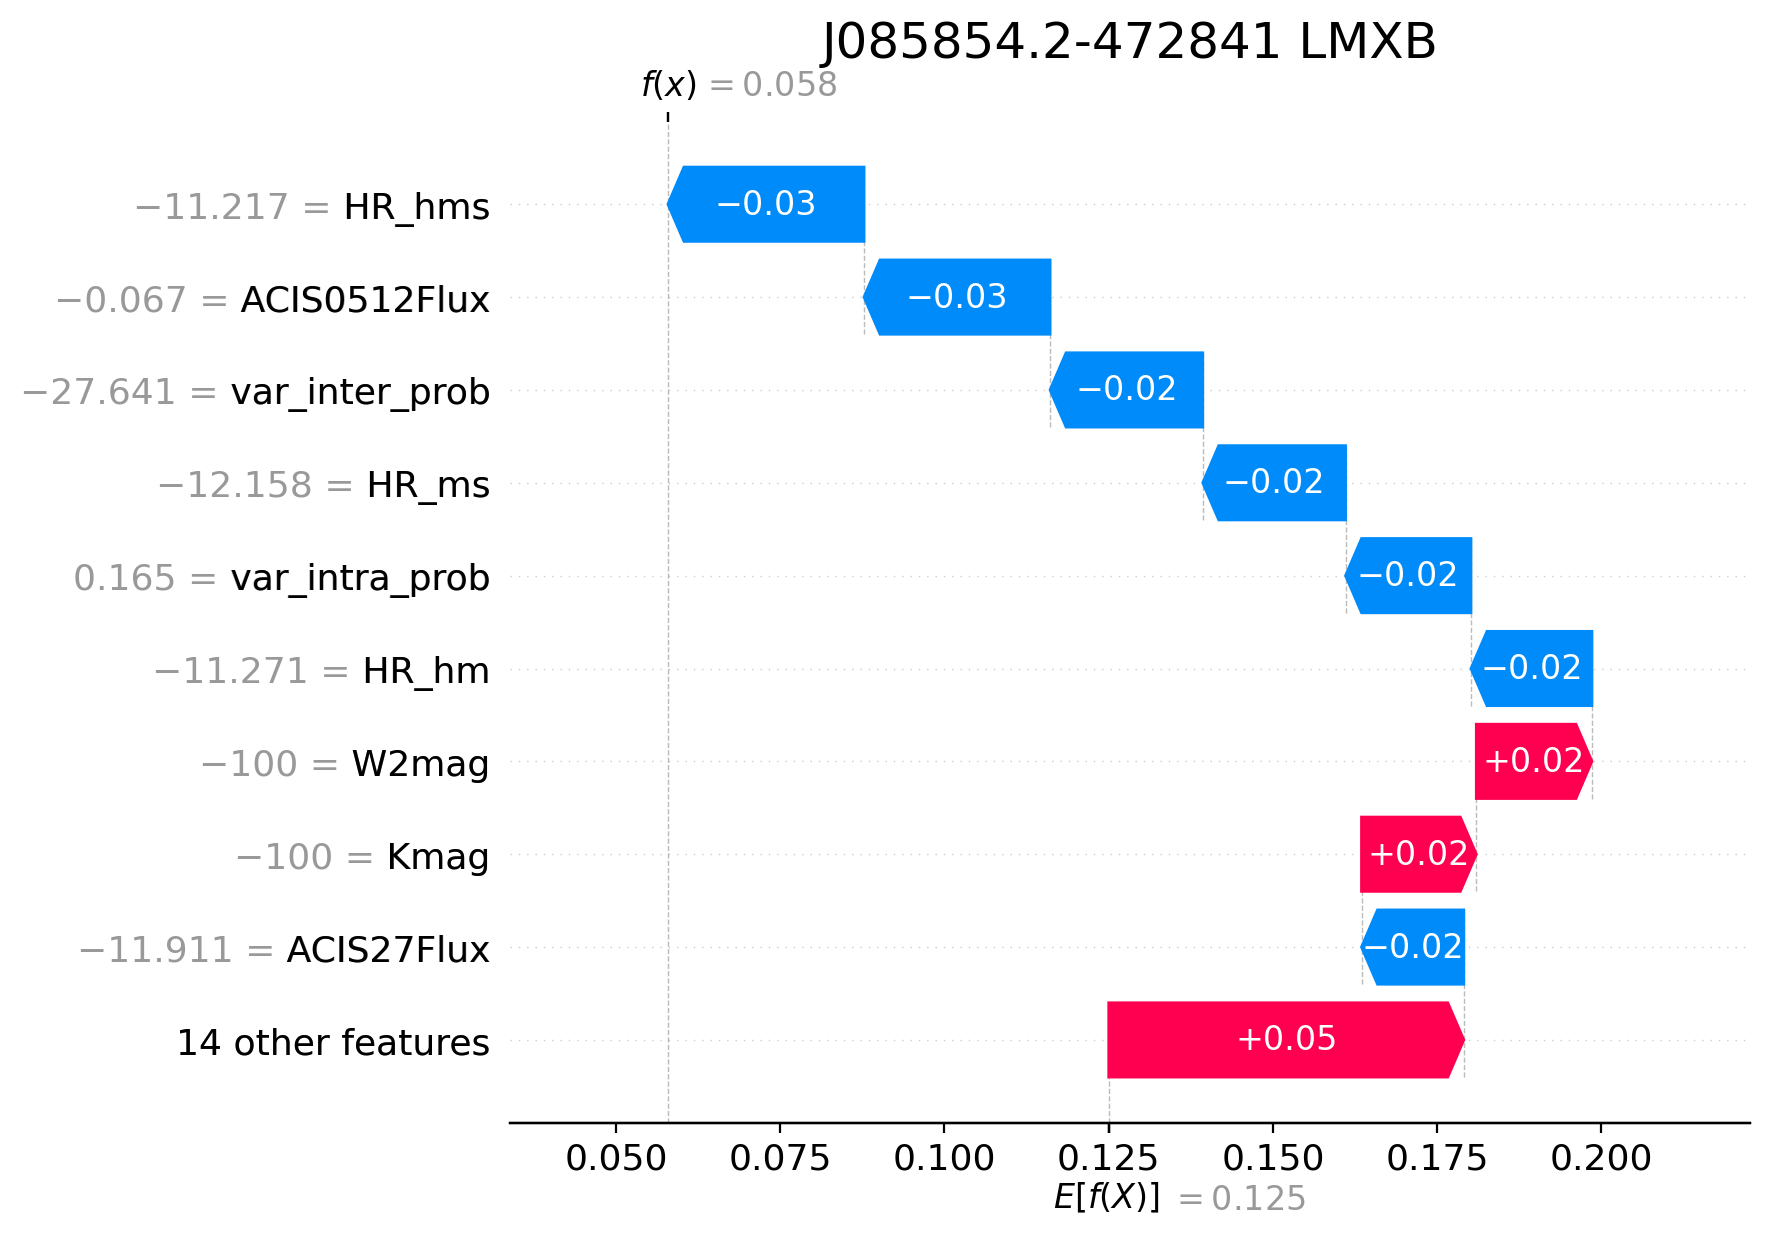 J085854.2-472841 LMXB
f(x) = 0.058
−11.217 = HR_hms −0.03
−0.067 = ACIS0512Flux −0.03
−27.641 = var_inter_prob −0.02
−12.158 = HR_ms −0.02
0.165 = var_intra_prob −0.02
−11.271 = HR_hm −0.02
−100 = W2mag +0.02
−100 = Kmag +0.02
−11.911 = ACIS27Flux −0.02
14 other features +0.05
0.050 0.075 0.100 0.125 0.150 0.175 0.200
E[f(X)] = 0.125